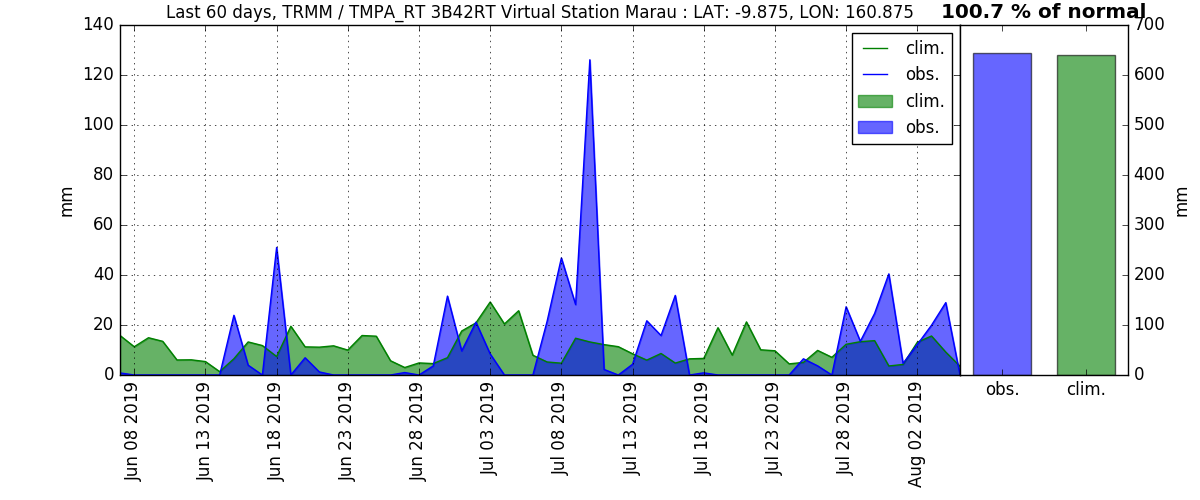 Last 60 days, TRMM / TMPA_RT 3B42RT Virtual Station Marau : LAT: -9.875, LON: 160.875
100.7 % of normal
140
120
100
80
60
40
20
0
mm
clim.
obs.
clim.
obs.
700
600
500
400
300
200
100
0
mm
obs.
clim.
Jun 08 2019
Jun 13 2019
Jun 18 2019
Jun 23 2019
Jun 28 2019
Jul 03 2019
Jul 08 2019
Jul 13 2019
Jul 18 2019
Jul 23 2019
Jul 28 2019
Aug 02 2019